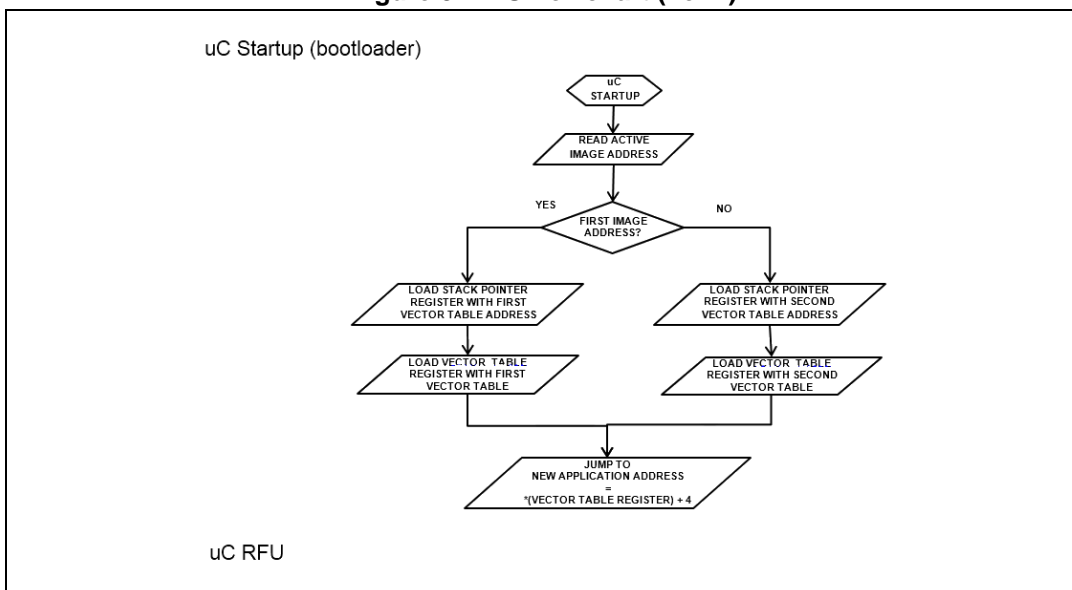 uC Startup (bootloader)
uC
STARTUP
READ ACTIVE
IMAGE ADDRESS
YES
NO
FIRST IMAGE
ADDRESS?
LOAD STACK POINTER
REGISTER WITH FIRST
VECTOR TABLE ADDRESS
LOAD STACK POINTER
REGISTER WITH SECOND
VECTOR TABLE ADDRESS
LOAD VECTOR TABLE
REGISTER WITH FIRST
VECTOR TABLE
LOAD VECTOR TABLE
REGISTER WITH SECOND
VECTOR TABLE
JUMP TO
NEW APPLICATION ADDRESS
=
*(VECTOR TABLE REGISTER) + 4
uC RFU